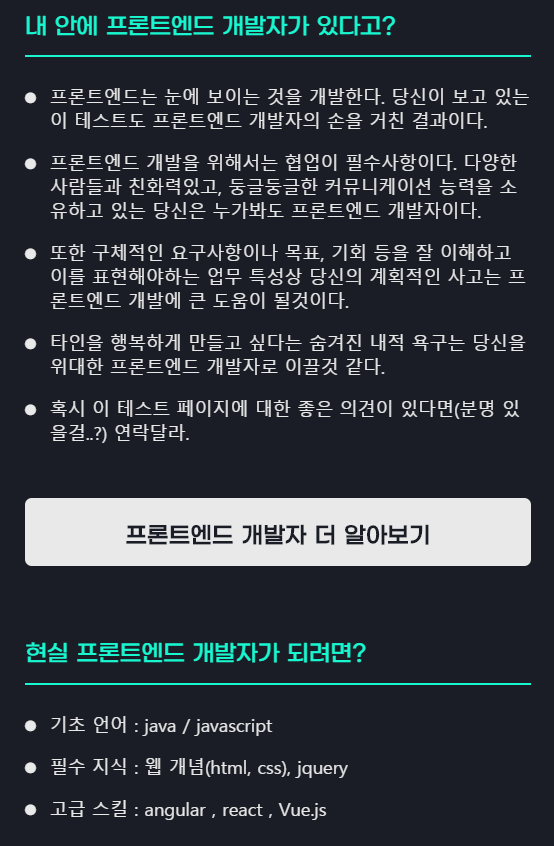 내 안에 프론트엔드 개발자가 있다고?
프론트엔드는 눈에 보이는 것을 개발한다. 당신이 보고 있는
이 테스트도 프론트엔드 개발자의 손을 거친 결과이다.
프론트엔드 개발을 위해서는 협업이 필수사항이다. 다양한
사람들과 친화력있고, 둥글둥글한 커뮤니케이션 능력을 소
유하고 있는 당신은 누가봐도 프론트엔드 개발자이다.
또한 구체적인 요구사항이나 목표, 기회 등을 잘 이해하고
이를 표현해야하는 업무 특성상 당신의 계획적인 사고는 프
론트엔드 개발에 큰 도움이 될것이다.
타인을 행복하게 만들고 싶다는 숨겨진 내적 욕구는 당신을
위대한 프론트엔드 개발자로 이끌것 같다.
혹시 이 테스트 페이지에 대한 좋은 의견이 있다면(분명 있
을걸..?) 연락달라.
프론트엔드 개발자 더 알아보기
현실 프론트엔드 개발자가 되려면?
기초 언어 : java / javascript
필수 지식 : 웹 개념(html, css), jquery
고급 스킬 : angular , react , Vue.js